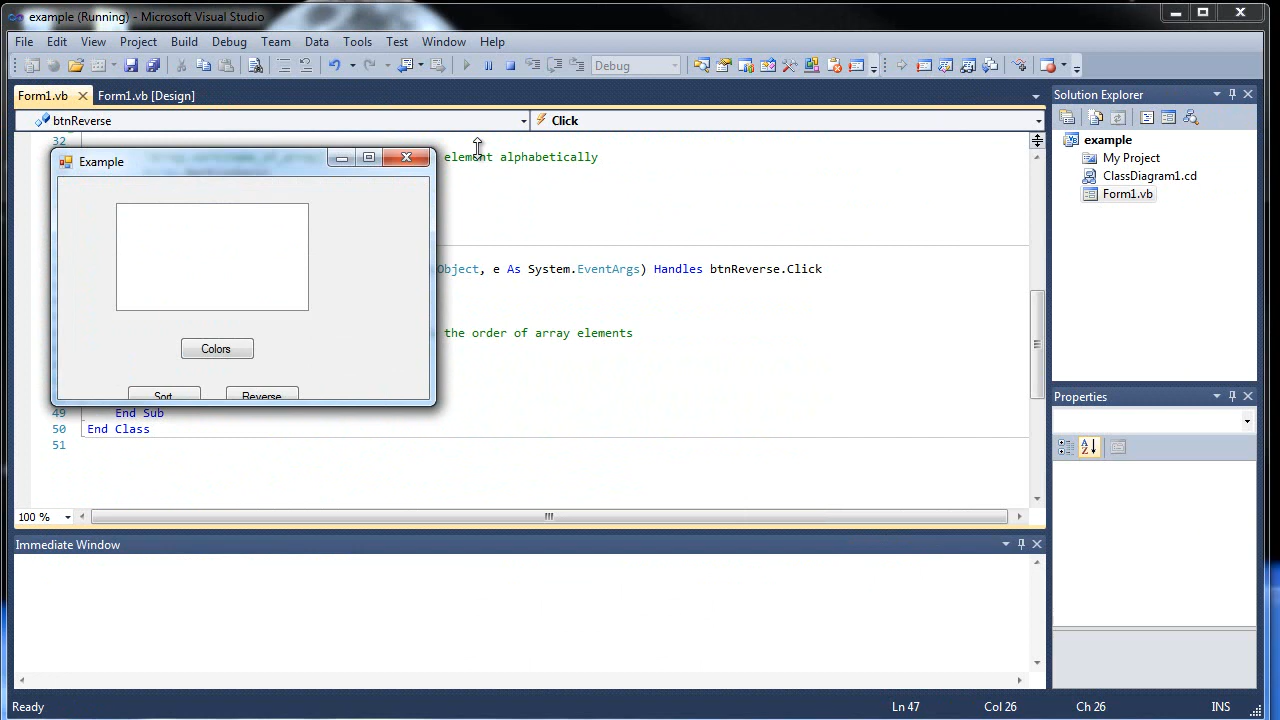 example (Running) - Microsoft Visual Studio
File Edit View Project Build Debug Team Data Tools Test Window Help
Debug
Form1.vb Form1.vb [Design]
btnReverse Click
32
element alphabetically
Object, e As System.EventArgs) Handles btnReverse.Click
the order of array elements
49 End Sub
50 End Class
51
100 %
Example
Colors
Sort Reverse
Solution Explorer
example
My Project
ClassDiagram1.cd
Form1.vb
Properties
Immediate Window
Ready Ln 47 Col 26 Ch 26 INS